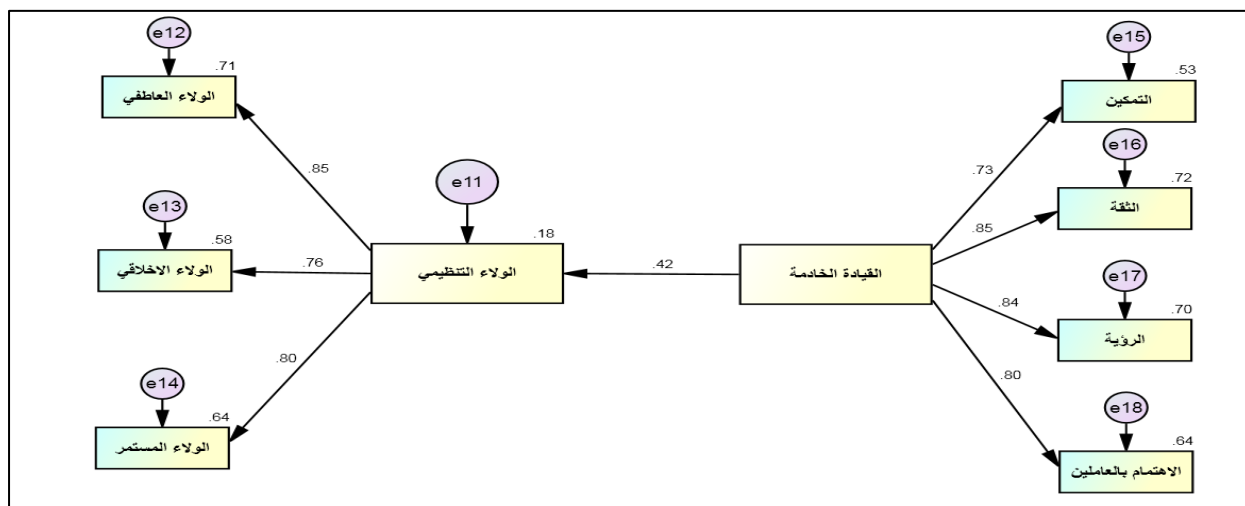 e12
.71
الولاء العاطفي
.85
e13
.58
الولاء الاخلاقي
.76
e14
.64
الولاء المستمر
.80
e11
.18
الولاء التنظيمي
.42
القيادة الخادمة
e15
.53
التمكين
.73
e16
.72
الثقة
.85
e17
.70
الرؤية
.84
e18
.64
الاهتمام بالعاملين
.80